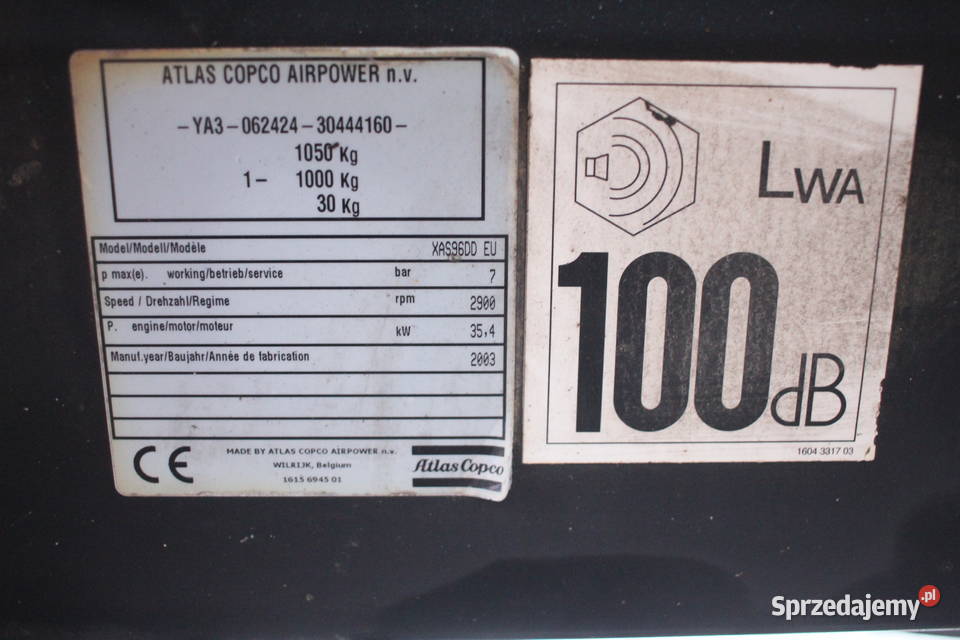 ATLAS COPCO AIRPOWER n.v.
-YA3-062424-30444160-
1050 Kg
1- 1000 Kg
30 Kg
Model/Modell/Modèle XAS96DD EU
p max(e). working/betrieb/service bar 7
Speed / Drehzahl/Regime rpm 2900
P. engine/motor/moteur kW 35,4
Manuf.year/Baujahr/Année de fabrication 2003
CE
MADE BY ATLAS COPCO AIRPOWER n.v.
WILRIJK, Belgium
1615 6945 01
Atlas Copco
LWA
100dB
1604 3317 03
Sprzedajemy.pl